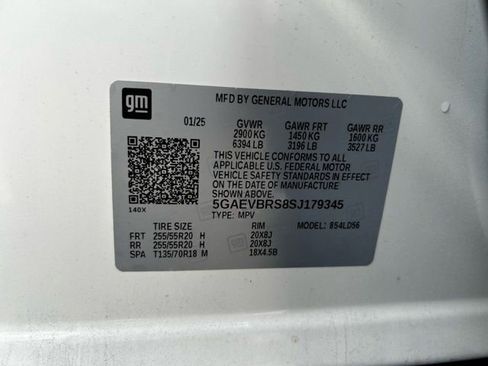 gm
MFD BY GENERAL MOTORS LLC
01/25 GVWR GAWR FRT GAWR RR
2900 KG 1450 KG 1600 KG
6394 LB 3196 LB 3527 LB
THIS VEHICLE CONFORMS TO ALL
APPLICABLE U.S. FEDERAL MOTOR
VEHICLE SAFETY STANDARDS IN
EFFECT ON THE DATE OF
MANUFACTURE SHOWN ABOVE.
5GAEVBRS8SJ179345
140X
TYPE: MPV MODEL: 854LD56
TIRE SIZE RIM
FRT 255/55R20 H 20X8J
RR 255/55R20 H 20X8J
SPA T135/70R18 M 18X4.5B